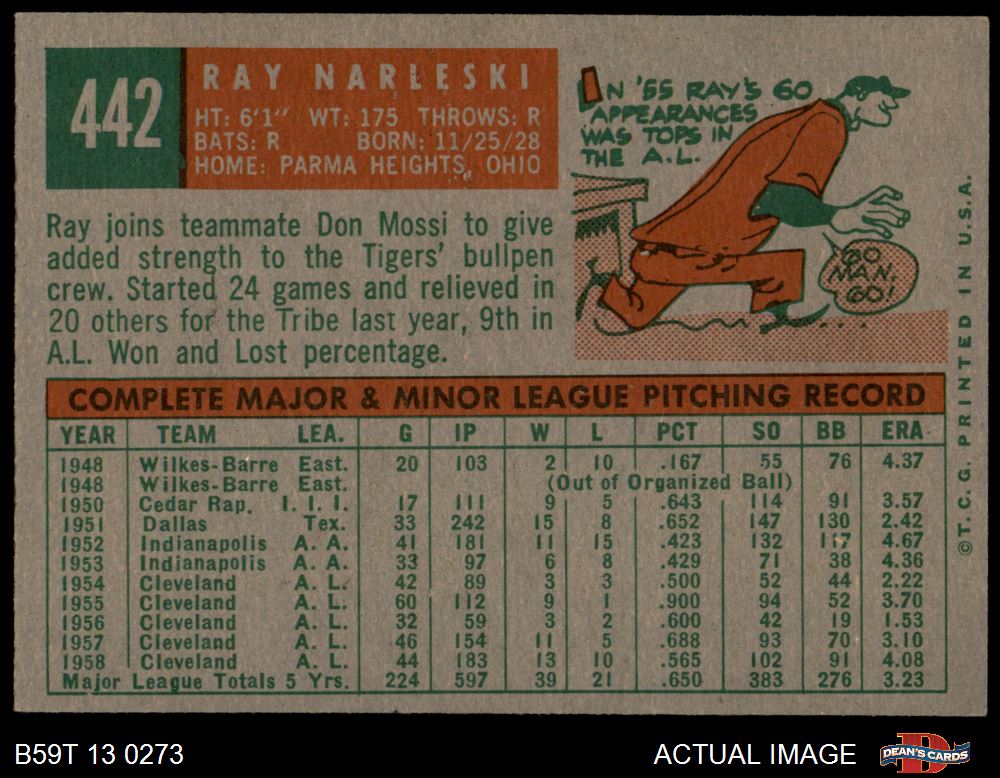 442
RAY NARLESKI
HT: 6'1" WT: 175 THROWS: R
BATS: R BORN: 11/25/28
HOME: PARMA HEIGHTS, OHIO
IN '55 RAY'S 60
APPEARANCES
WAS TOPS IN
THE A.L.
GO
MAN,
GO!
Ray joins teammate Don Mossi to give
added strength to the Tigers' bullpen
crew. Started 24 games and relieved in
20 others for the Tribe last year, 9th in
A.L. Won and Lost percentage.
COMPLETE MAJOR & MINOR LEAGUE PITCHING RECORD
YEAR TEAM LEA. G IP W L PCT SO BB ERA
1948 Wilkes-Barre East. 20 103 2 10 .167 55 76 4.37
1948 Wilkes-Barre East. (Out of Organized Ball)
1950 Cedar Rap. I. I. I. 17 111 9 5 .643 114 91 3.57
1951 Dallas Tex. 33 242 15 8 .652 147 130 2.42
1952 Indianapolis A. A. 41 181 11 15 .423 132 117 4.67
1953 Indianapolis A. A. 33 97 6 8 .429 71 38 4.36
1954 Cleveland A. L. 42 89 3 3 .500 52 44 2.22
1955 Cleveland A. L. 60 112 9 1 .900 94 52 3.70
1956 Cleveland A. L. 32 59 3 2 .600 42 19 1.53
1957 Cleveland A. L. 46 154 11 5 .688 93 70 3.10
1958 Cleveland A. L. 44 183 13 10 .565 102 91 4.08
Major League Totals 5 Yrs. 224 597 39 21 .650 383 276 3.23
©T.C.G. PRINTED IN U.S.A.
B59T 13 0273
ACTUAL IMAGE
DEAN'S CARDS